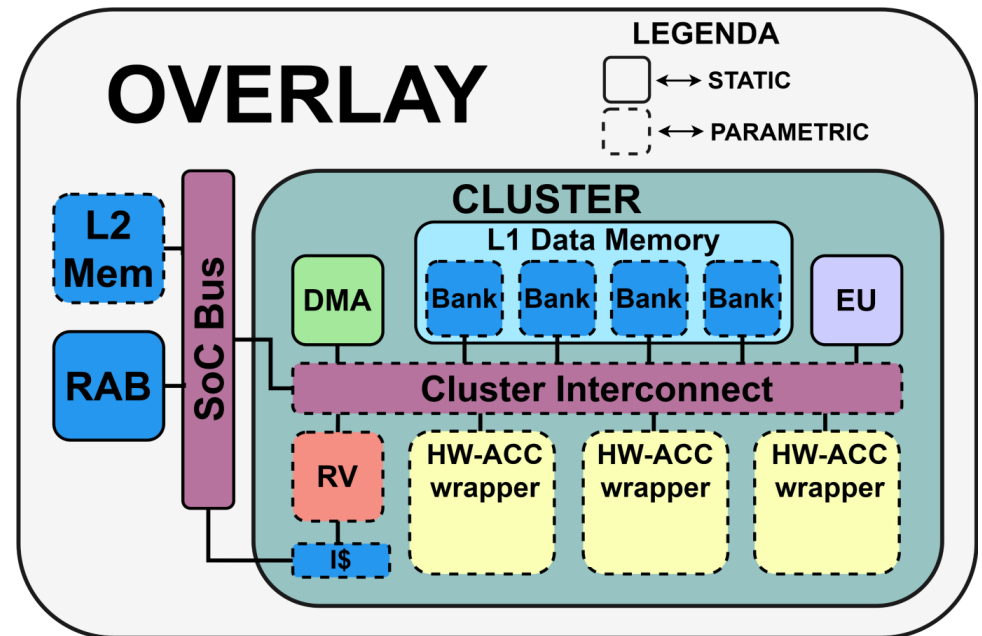 LEGENDA
STATIC
PARAMETRIC
OVERLAY
CLUSTER
L1 Data Memory
Bank Bank Bank Bank
L2
Mem
RAB
SoC Bus
DMA
EU
Cluster Interconnect
RV
I$
HW-ACC
wrapper
HW-ACC
wrapper
HW-ACC
wrapper